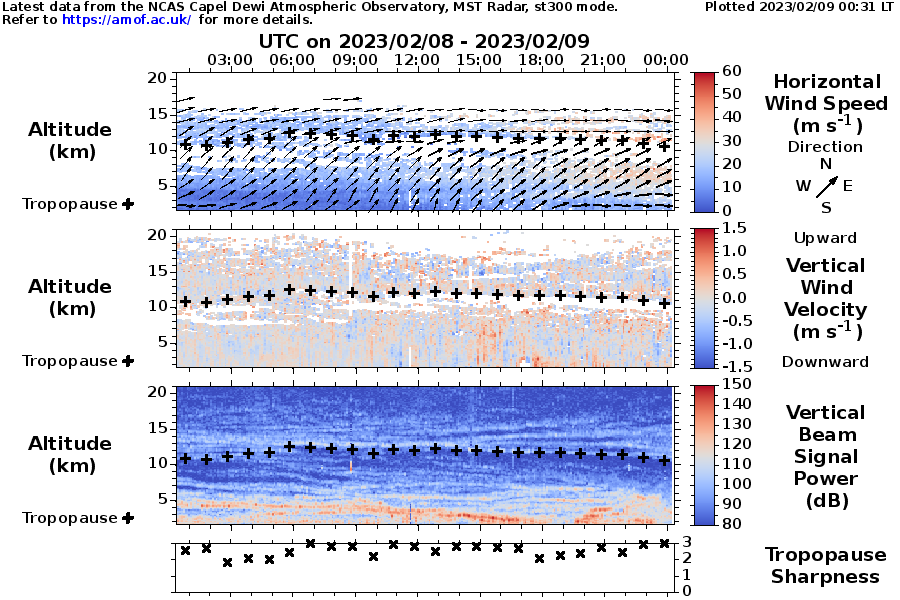 Latest data from the NCAS Capel Dewi Atmospheric Observatory, MST Radar, st300 mode.
Plotted 2023/02/09 00:31 LT
Refer to https://amof.ac.uk/ for more details.
UTC on 2023/02/08 - 2023/02/09
03:00 06:00 09:00 12:00 15:00 18:00 21:00 00:00
Altitude
(km)
Tropopause
20
15
10
5
60
50
40
30
20
10
0
Horizontal
Wind Speed
(m s-1)
Direction
N
W E
S
Altitude
(km)
Tropopause
20
15
10
5
1.5
1.0
0.5
0.0
-0.5
-1.0
-1.5
Upward
Vertical
Wind
Velocity
(m s-1)
Downward
Altitude
(km)
Tropopause
20
15
10
5
150
140
130
120
110
100
90
80
Vertical
Beam
Signal
Power
(dB)
3
2
1
0
Tropopause
Sharpness